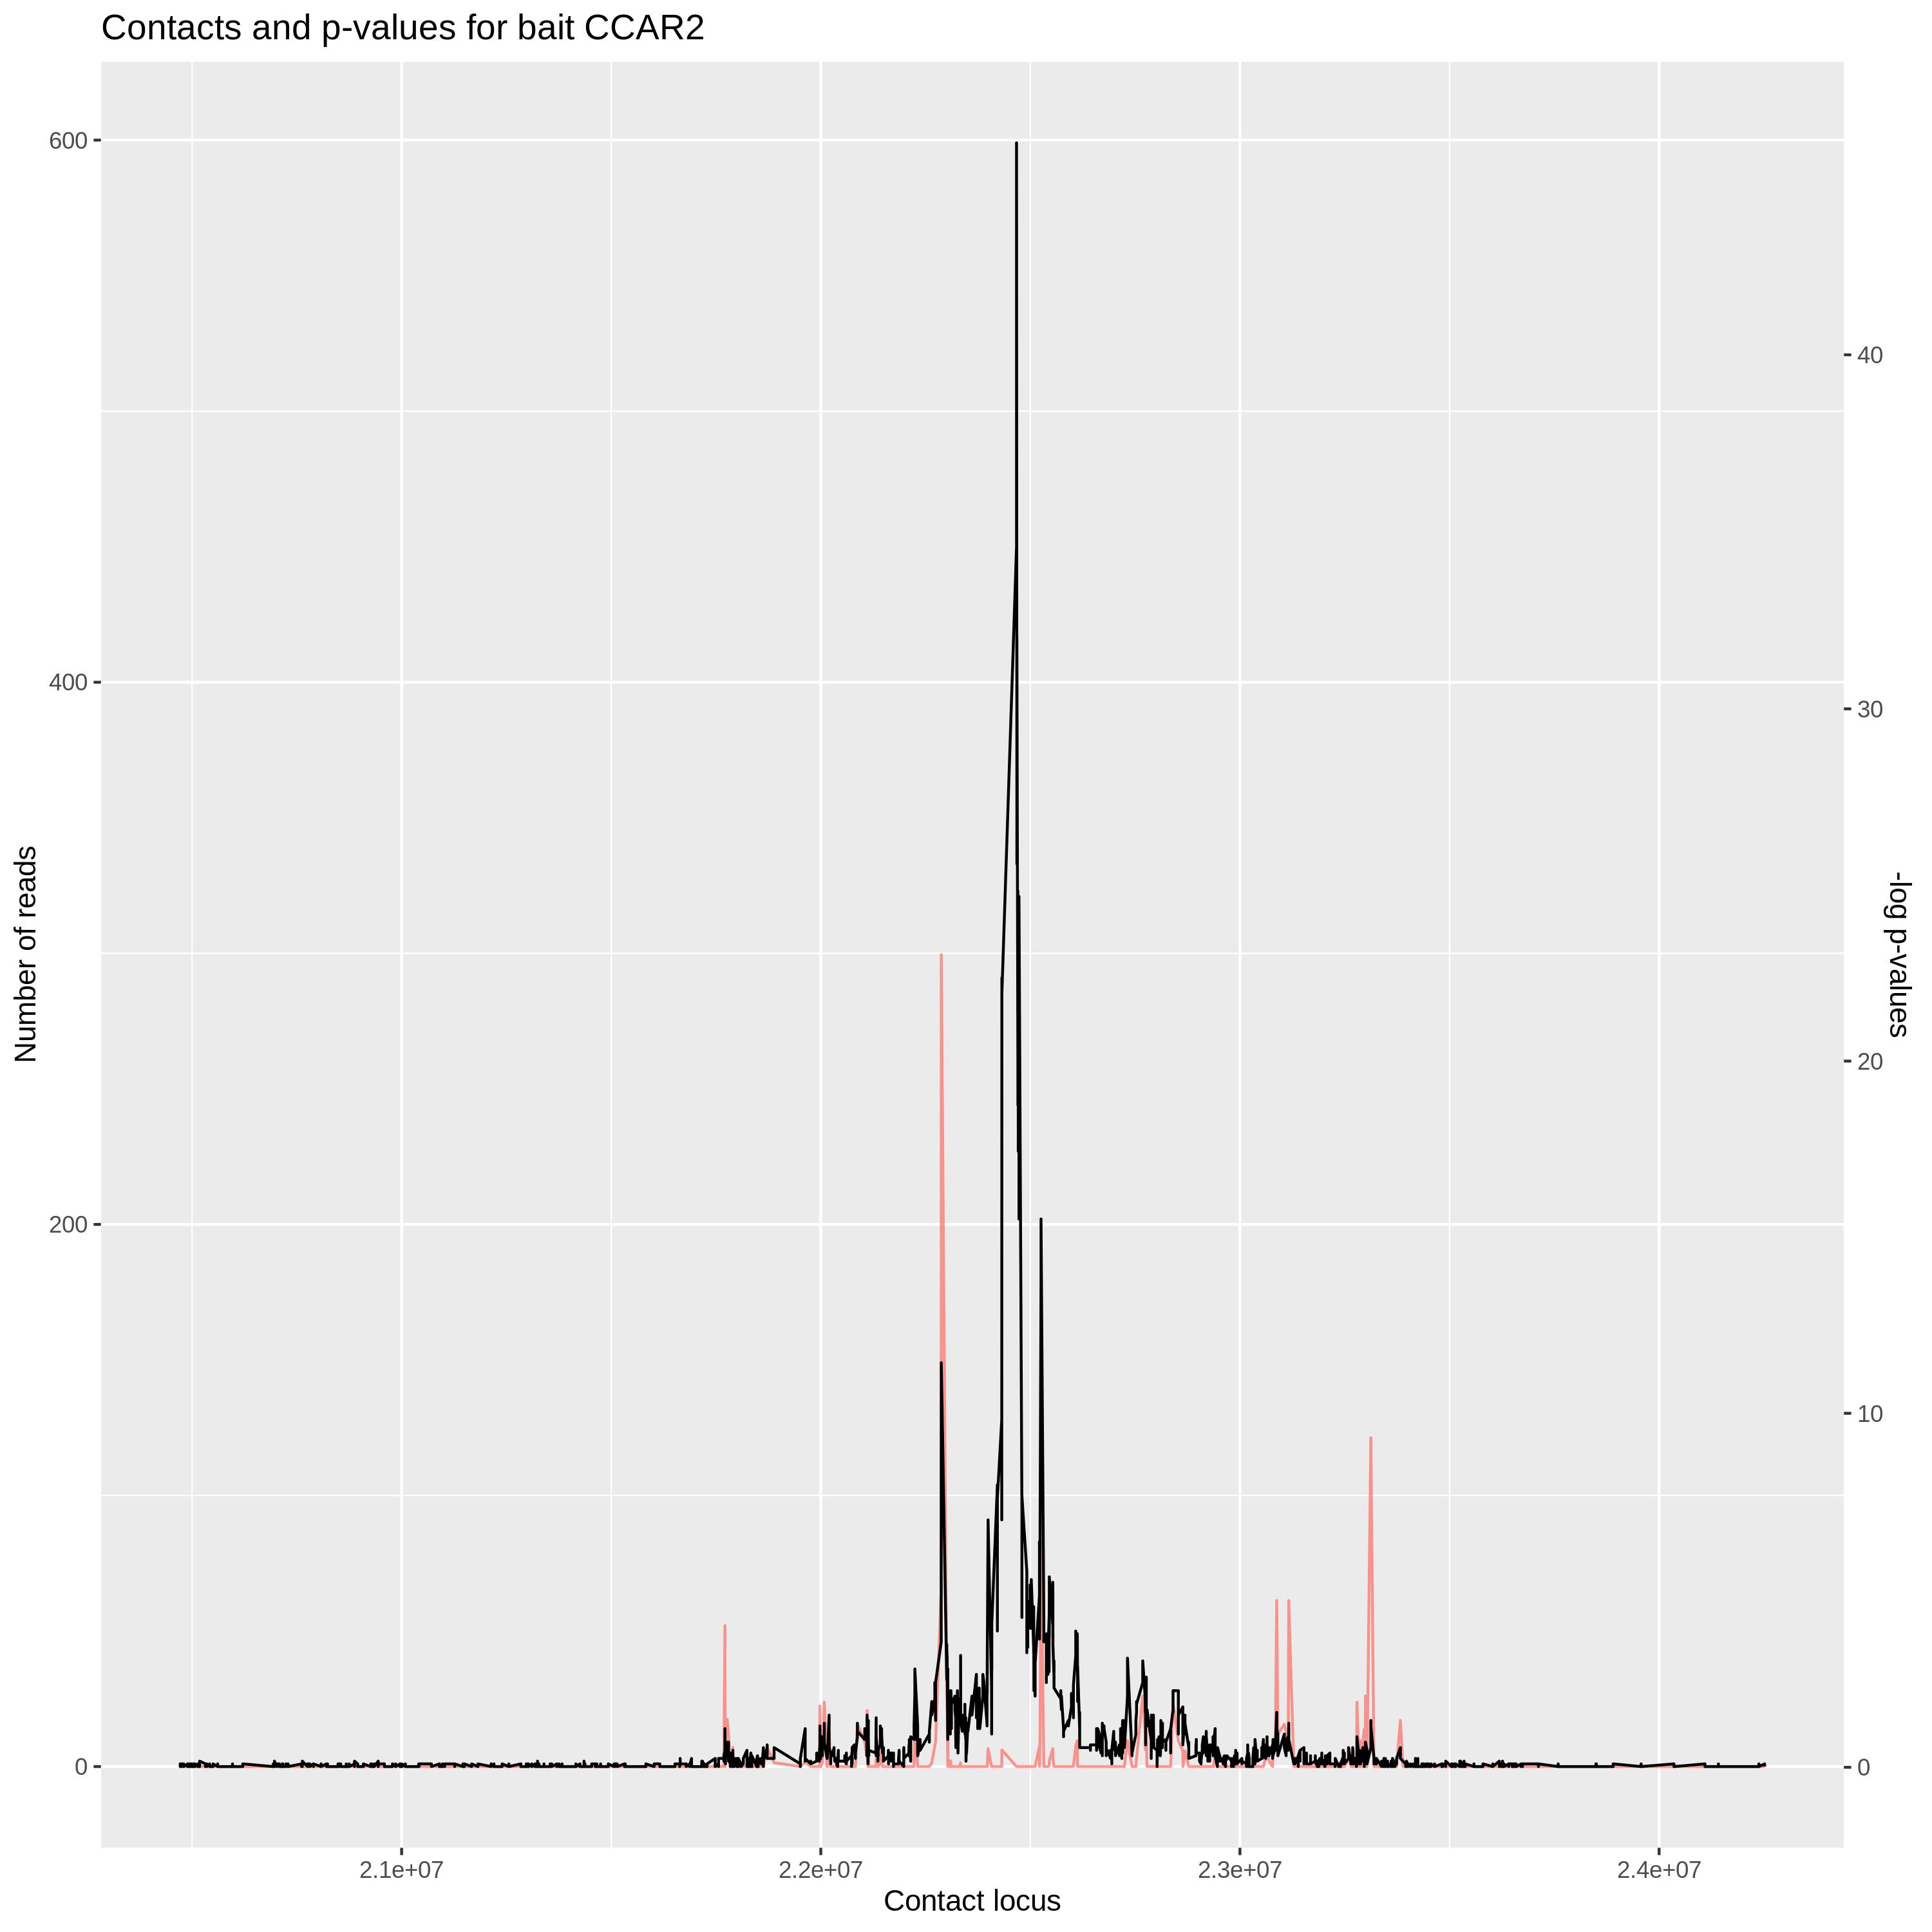 Contacts and p-values for bait CCAR2
600
400
200
0
Number of reads
40
30
20
10
0
-log p-values
2.1e+07
2.2e+07
2.3e+07
2.4e+07
Contact locus